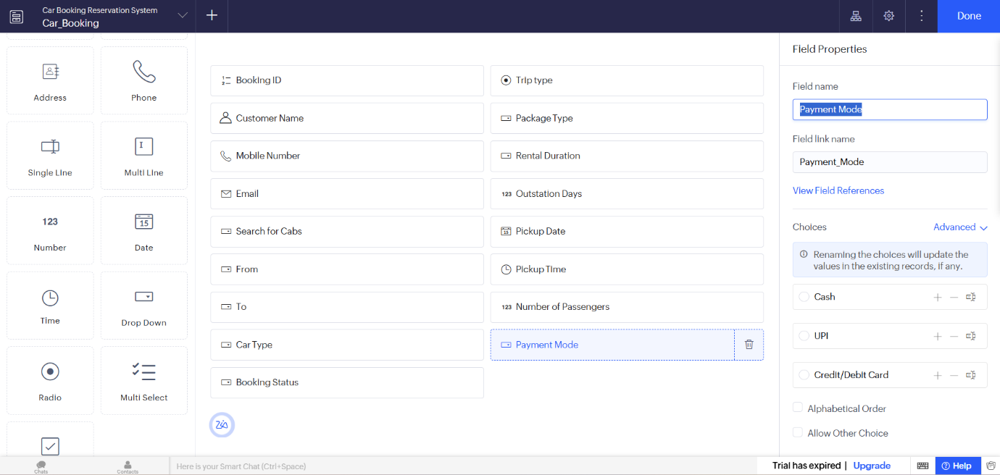 Car Booking Reservation System
Car_Booking
Done
Address
Phone
Single Line
Multi Line
123
Number
15
Date
Time
Drop Down
Radio
Multi Select
Booking ID
Customer Name
Mobile Number
Email
Search for Cabs
From
To
Car Type
Booking Status
Trip type
Package Type
Rental Duration
123 Outstation Days
15 Pickup Date
Pickup Time
123 Number of Passengers
Payment Mode
Field Properties
Field name
Payment Mode
Field link name
Payment_Mode
View Field References
Choices Advanced
Renaming the choices will update the
values in the existing records, if any.
Cash
UPI
Credit/Debit Card
Alphabetical Order
Allow Other Choice
Chats
Contacts
Here is your Smart Chat (Ctrl+Space)
Trial has expired | Upgrade
Help